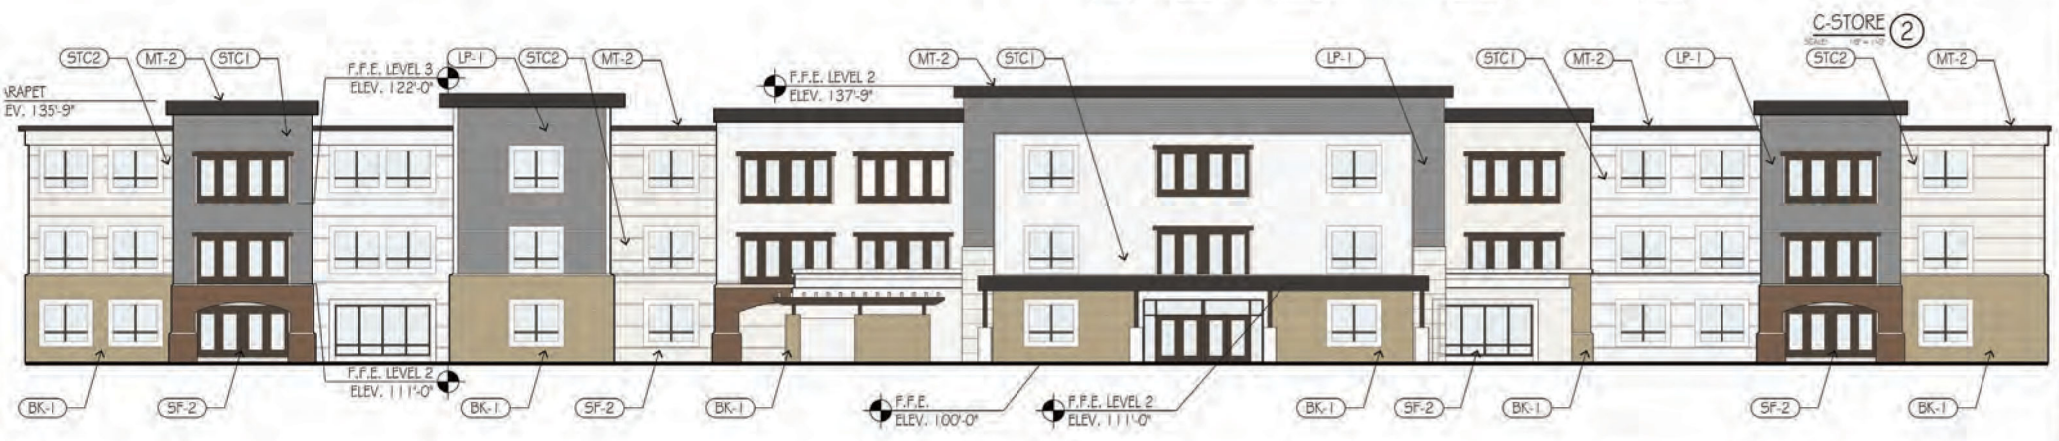 C-STORE 2
STC2 MT-2 STC1 LP-1 STC2 MT-2 MT-2 STC1 LP-1 STC1 MT-2 LP-1 STC2 MT-2
F.F.E. LEVEL 3
ELEV. 122'-0"
F.F.E. LEVEL 2
ELEV. 137'-9"
ARAPET
EV. 135'-9"
F.F.E. LEVEL 2
ELEV. 111'-0"
BK-1 SF-2 BK-1 SF-2 BK-1 BK-1 SF-2 BK-1 SF-2 BK-1
F.F.E.
ELEV. 100'-0"
F.F.E. LEVEL 2
ELEV. 111'-0"